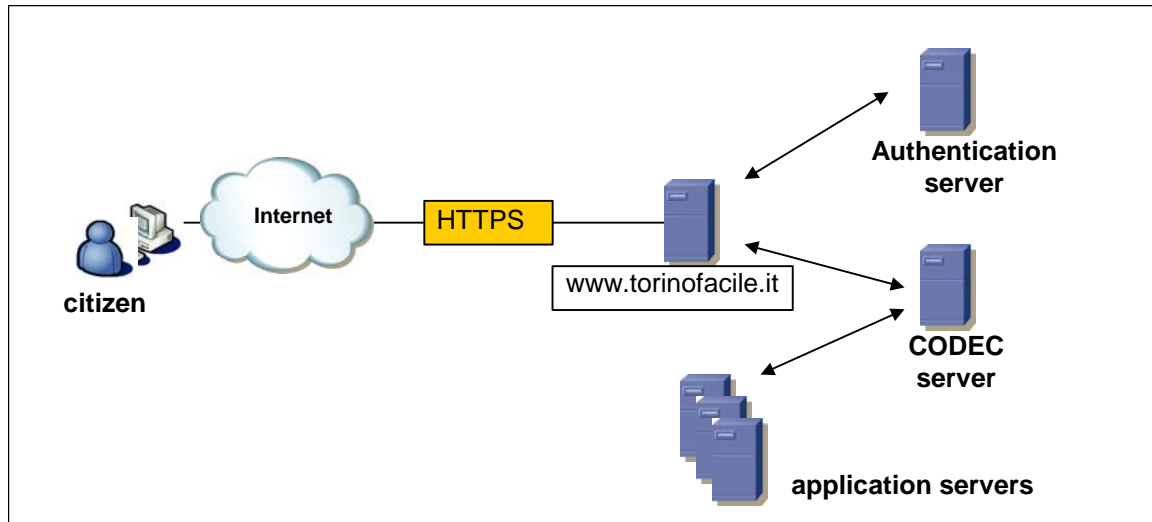 Authentication
server
Internet
HTTPS
www.torinofacile.it
citizen
CODEC
server
application servers